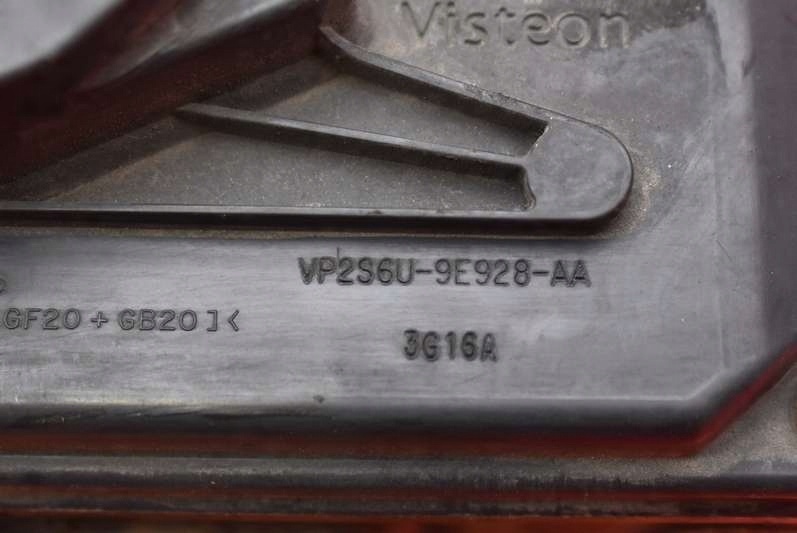 Visteon
VP2S6U-9E928-AA
GF20 + GB20]<
3G16A